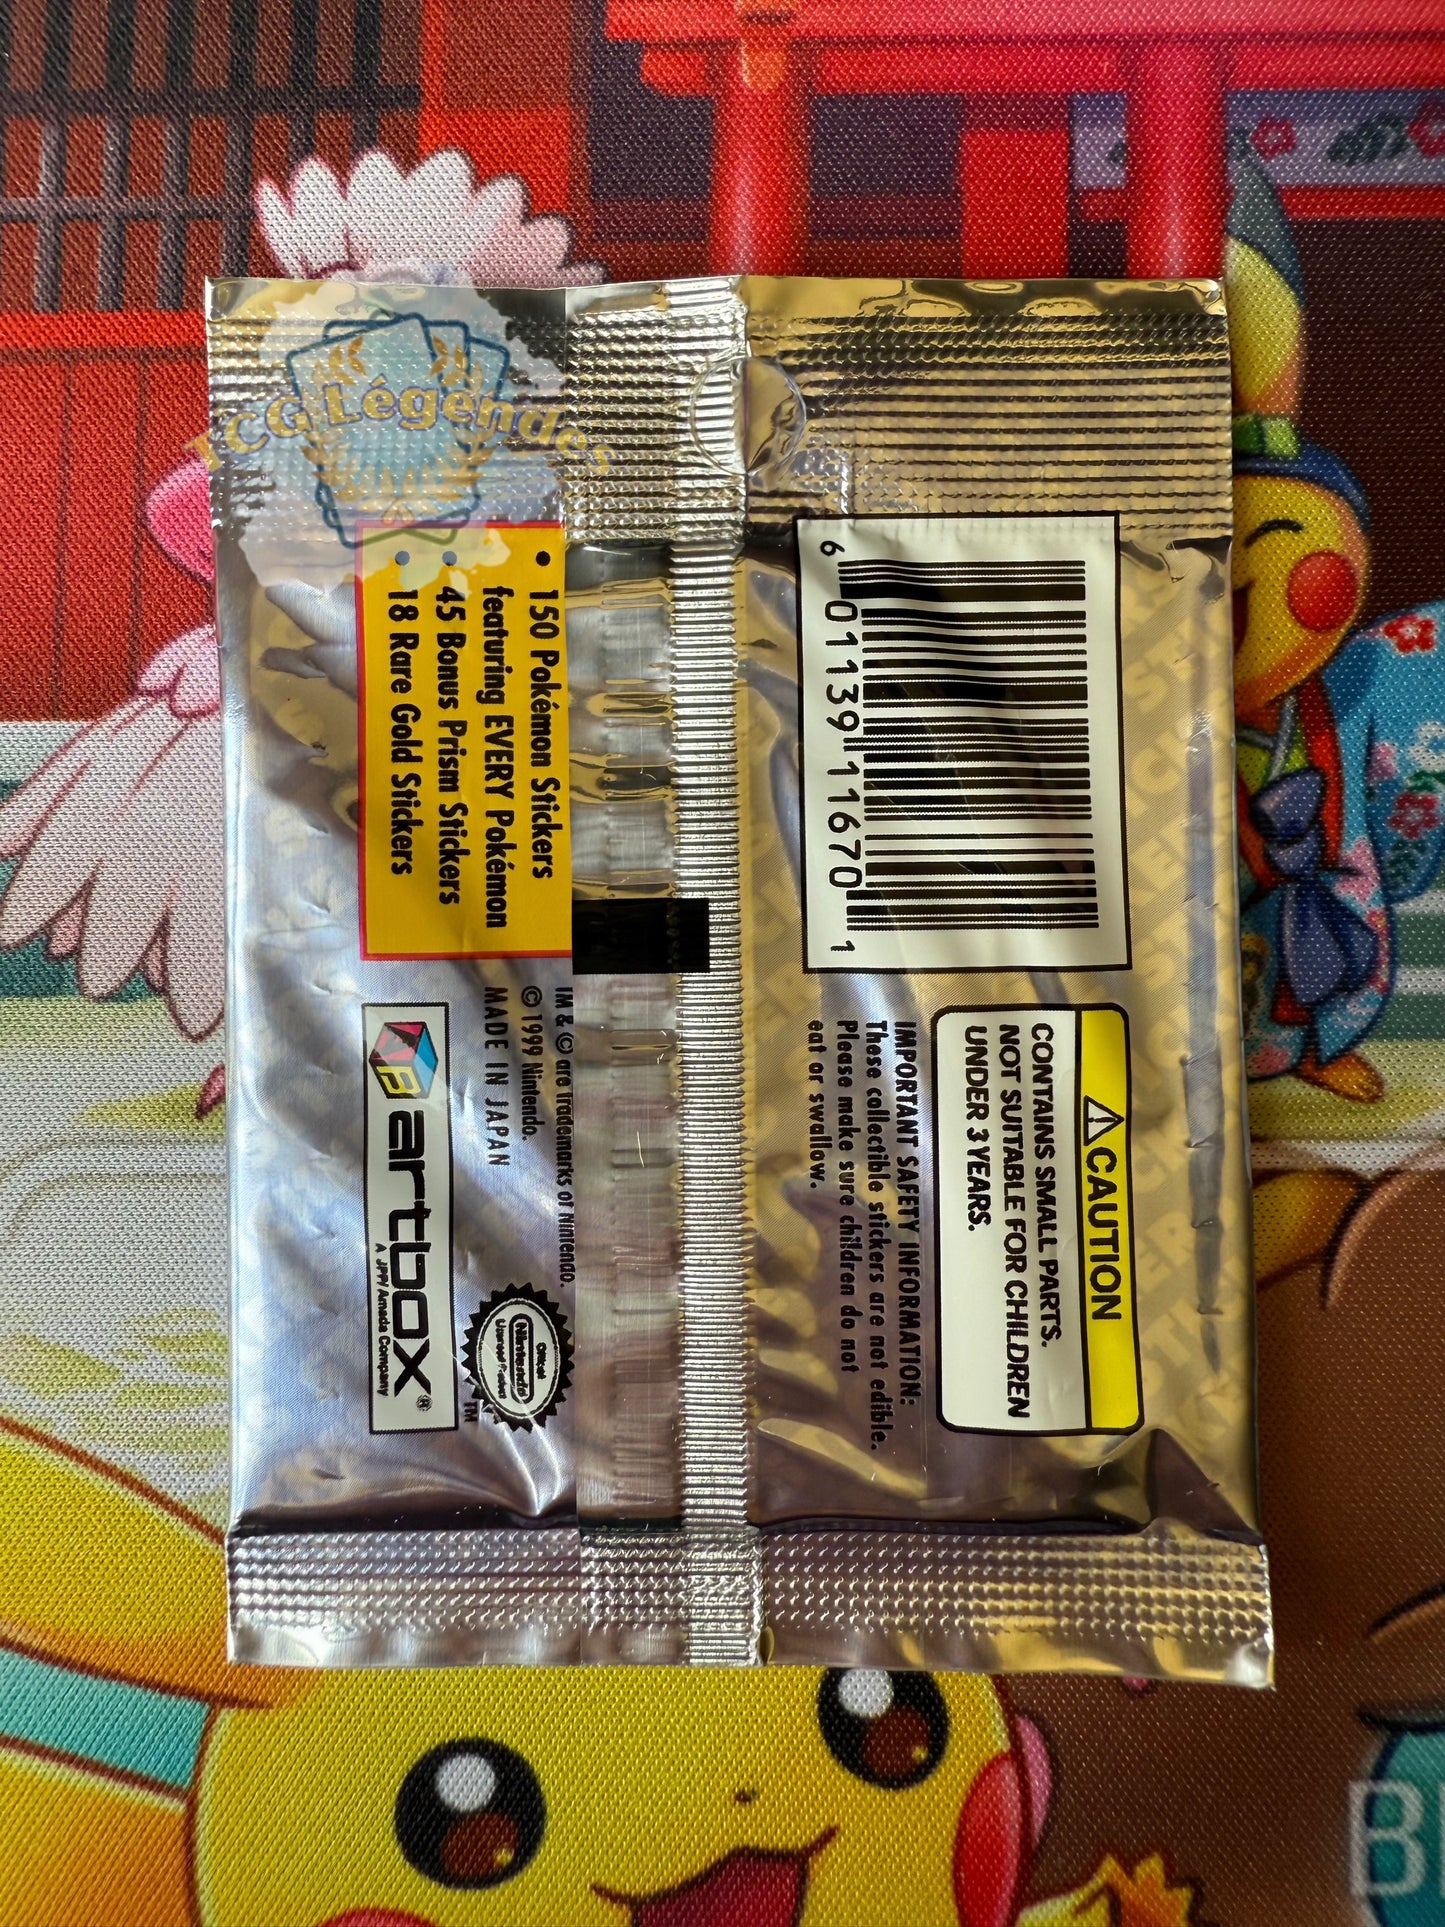 TCG Légendes
6 01139 11670 1
• 150 Pokémon Stickers
featuring EVERY Pokémon
• 45 Bonus Prism Stickers
• 18 Rare Gold Stickers
⚠CAUTION
CONTAINS SMALL PARTS.
NOT SUITABLE FOR CHILDREN
UNDER 3 YEARS.
IMPORTANT SAFETY INFORMATION:
These collectible stickers are not edible.
Please make sure children do not
eat or swallow.
TM & © are trademarks of Nintendo.
© 1999 Nintendo.
MADE IN JAPAN
Official
Nintendo
Licensed Product
TM
artbox®
A JPP/Amada Company